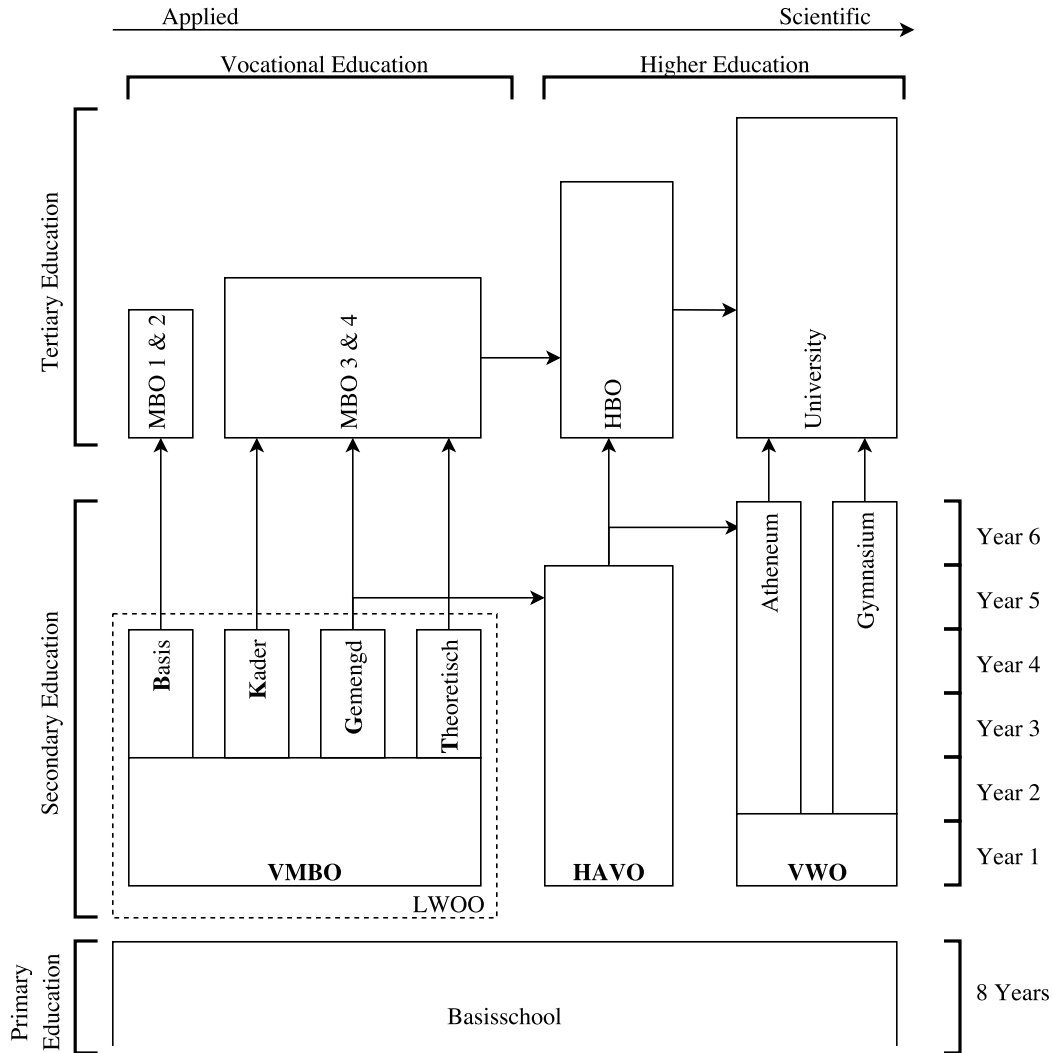 Applied
Scientific
Vocational Education
Higher Education
Tertiary Education
MBO 1 & 2
MBO 3 & 4
HBO
University
Secondary Education
Basis
Kader
Gemengd
Theoretisch
Atheneum
Gymnasium
Year 6
Year 5
Year 4
Year 3
Year 2
Year 1
VMBO
HAVO
VWO
LWOO
Primary
Education
Basisschool
8 Years